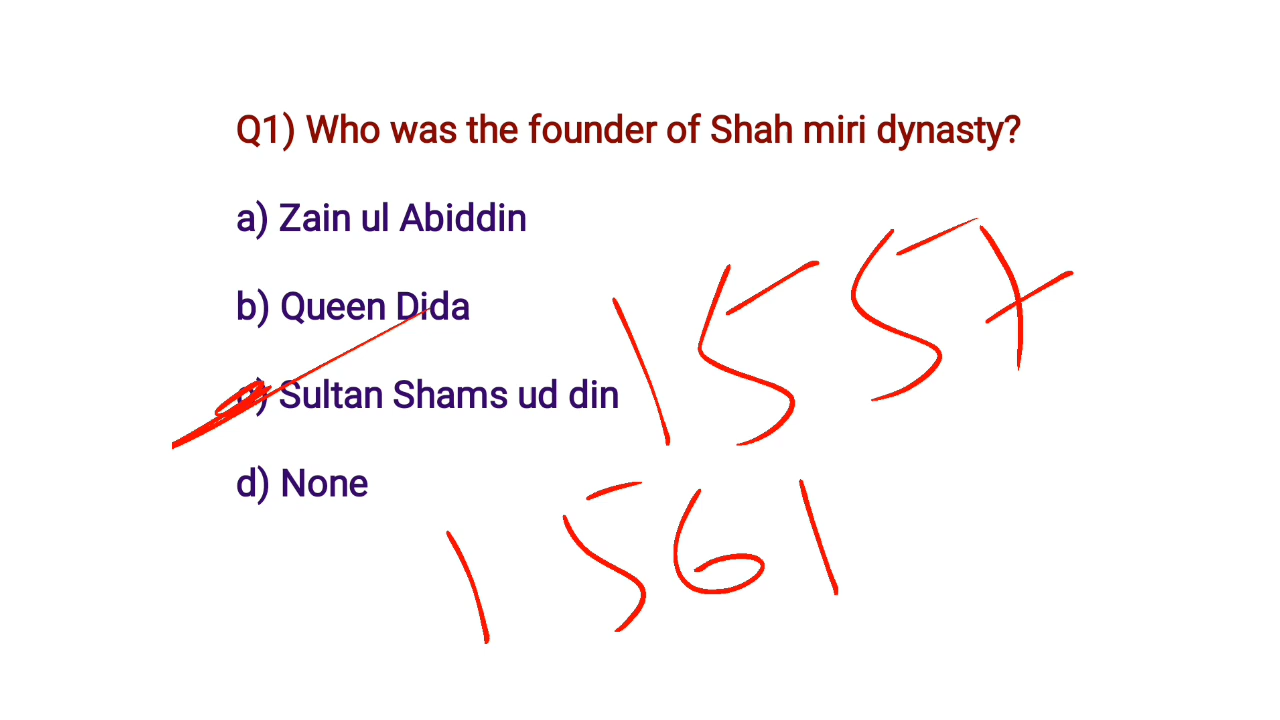 Q1) Who was the founder of Shah miri dynasty?
a) Zain ul Abiddin
b) Queen Dida
c) Sultan Shams ud din
d) None
1557
1561